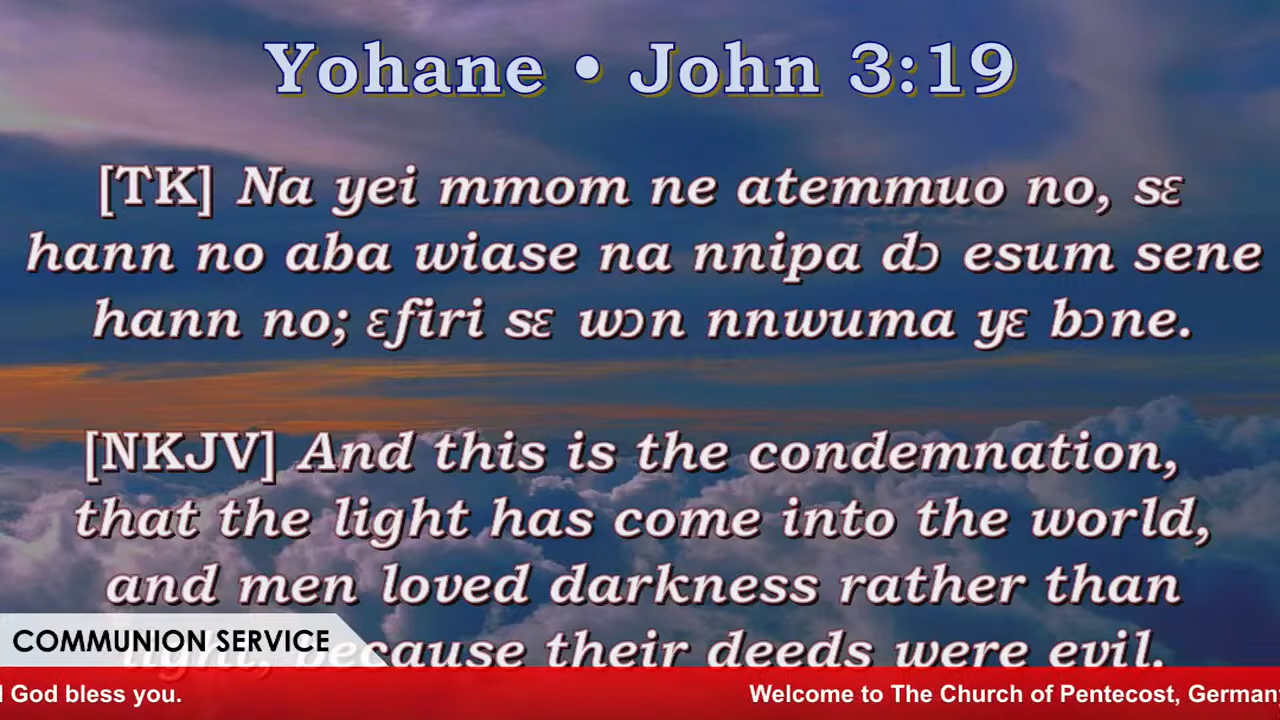 Yohane • John 3:19
[TK] Na yei mmom ne atemmuo no, sɛ
hann no aba wiase na nnipa dɔ esum sene
hann no; ɛfiri sɛ wɔn nnwuma yɛ bɔne.
[NKJV] And this is the condemnation,
that the light has come into the world,
and men loved darkness rather than
light, because their deeds were evil.
COMMUNION SERVICE
God bless you.
Welcome to The Church of Pentecost, German